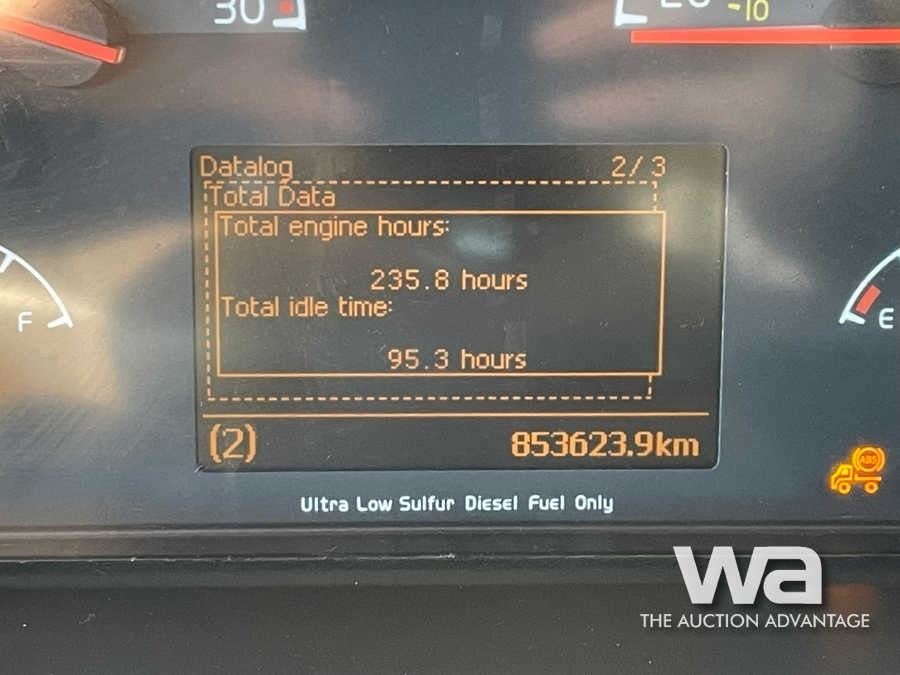 30
-10
Datalog 2/3
Total Data
Total engine hours:
235.8 hours
Total idle time:
95.3 hours
F
E
(2) 853623.9km
ABS
Ultra Low Sulfur Diesel Fuel Only
wa
THE AUCTION ADVANTAGE